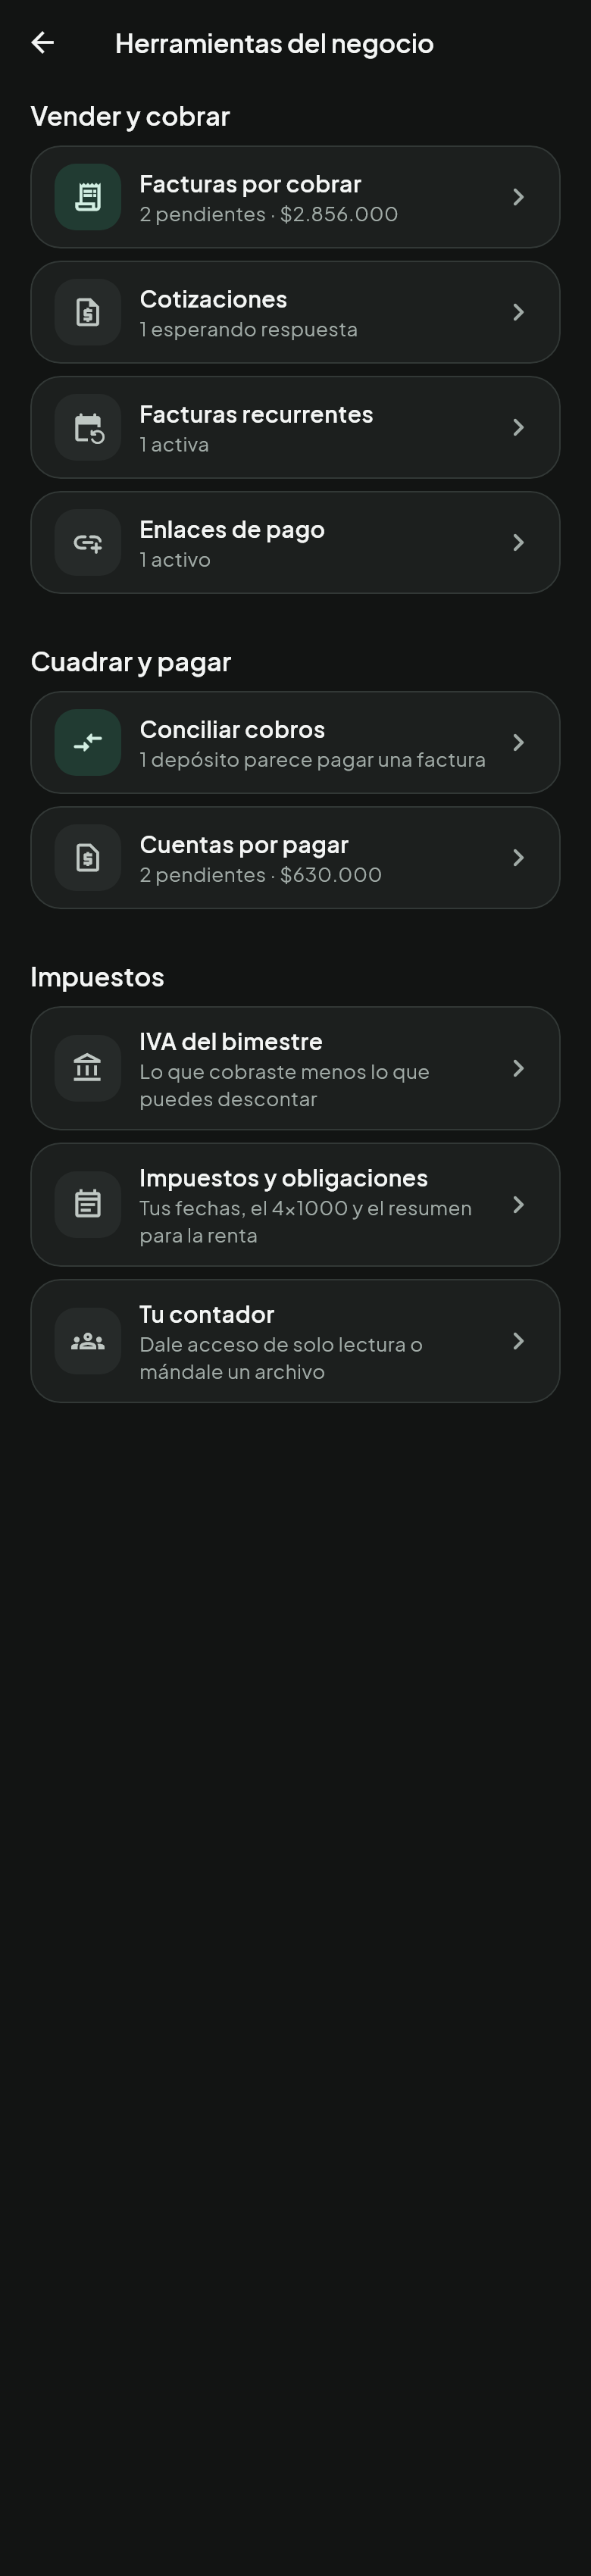 Herramientas del negocio
Vender y cobrar
Facturas por cobrar
2 pendientes · $2.856.000
Cotizaciones
1 esperando respuesta
Facturas recurrentes
1 activa
Enlaces de pago
1 activo
Cuadrar y pagar
Conciliar cobros
1 depósito parece pagar una factura
Cuentas por pagar
2 pendientes · $630.000
Impuestos
IVA del bimestre
Lo que cobraste menos lo que
puedes descontar
Impuestos y obligaciones
Tus fechas, el 4×1000 y el resumen
para la renta
Tu contador
Dale acceso de solo lectura o
mándale un archivo